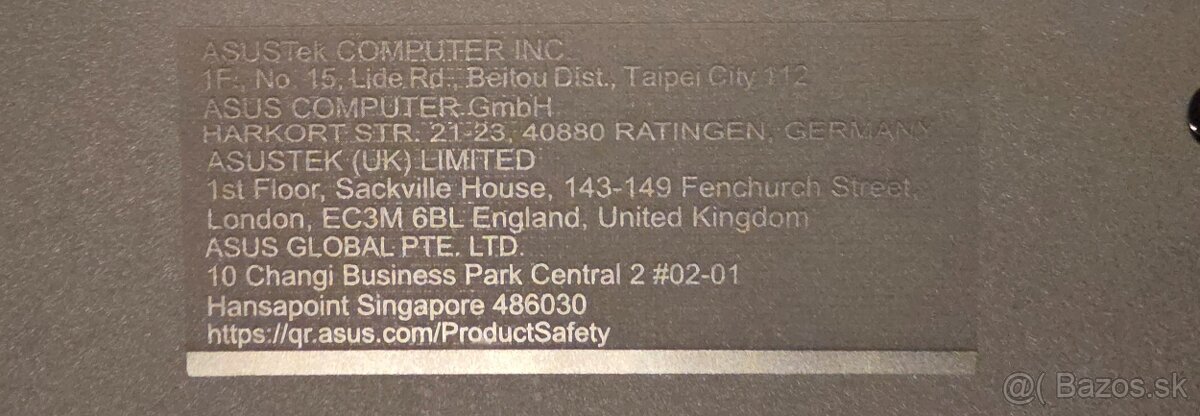 ASUSTek COMPUTER INC.
1F., No. 15, Lide Rd., Beitou Dist., Taipei City 112
ASUS COMPUTER GmbH
HARKORT STR. 21-23, 40880 RATINGEN, GERMANY
ASUSTEK (UK) LIMITED
1st Floor, Sackville House, 143-149 Fenchurch Street,
London, EC3M 6BL England, United Kingdom
ASUS GLOBAL PTE. LTD.
10 Changi Business Park Central 2 #02-01
Hansapoint Singapore 486030
https://qr.asus.com/ProductSafety
@( Bazos.sk